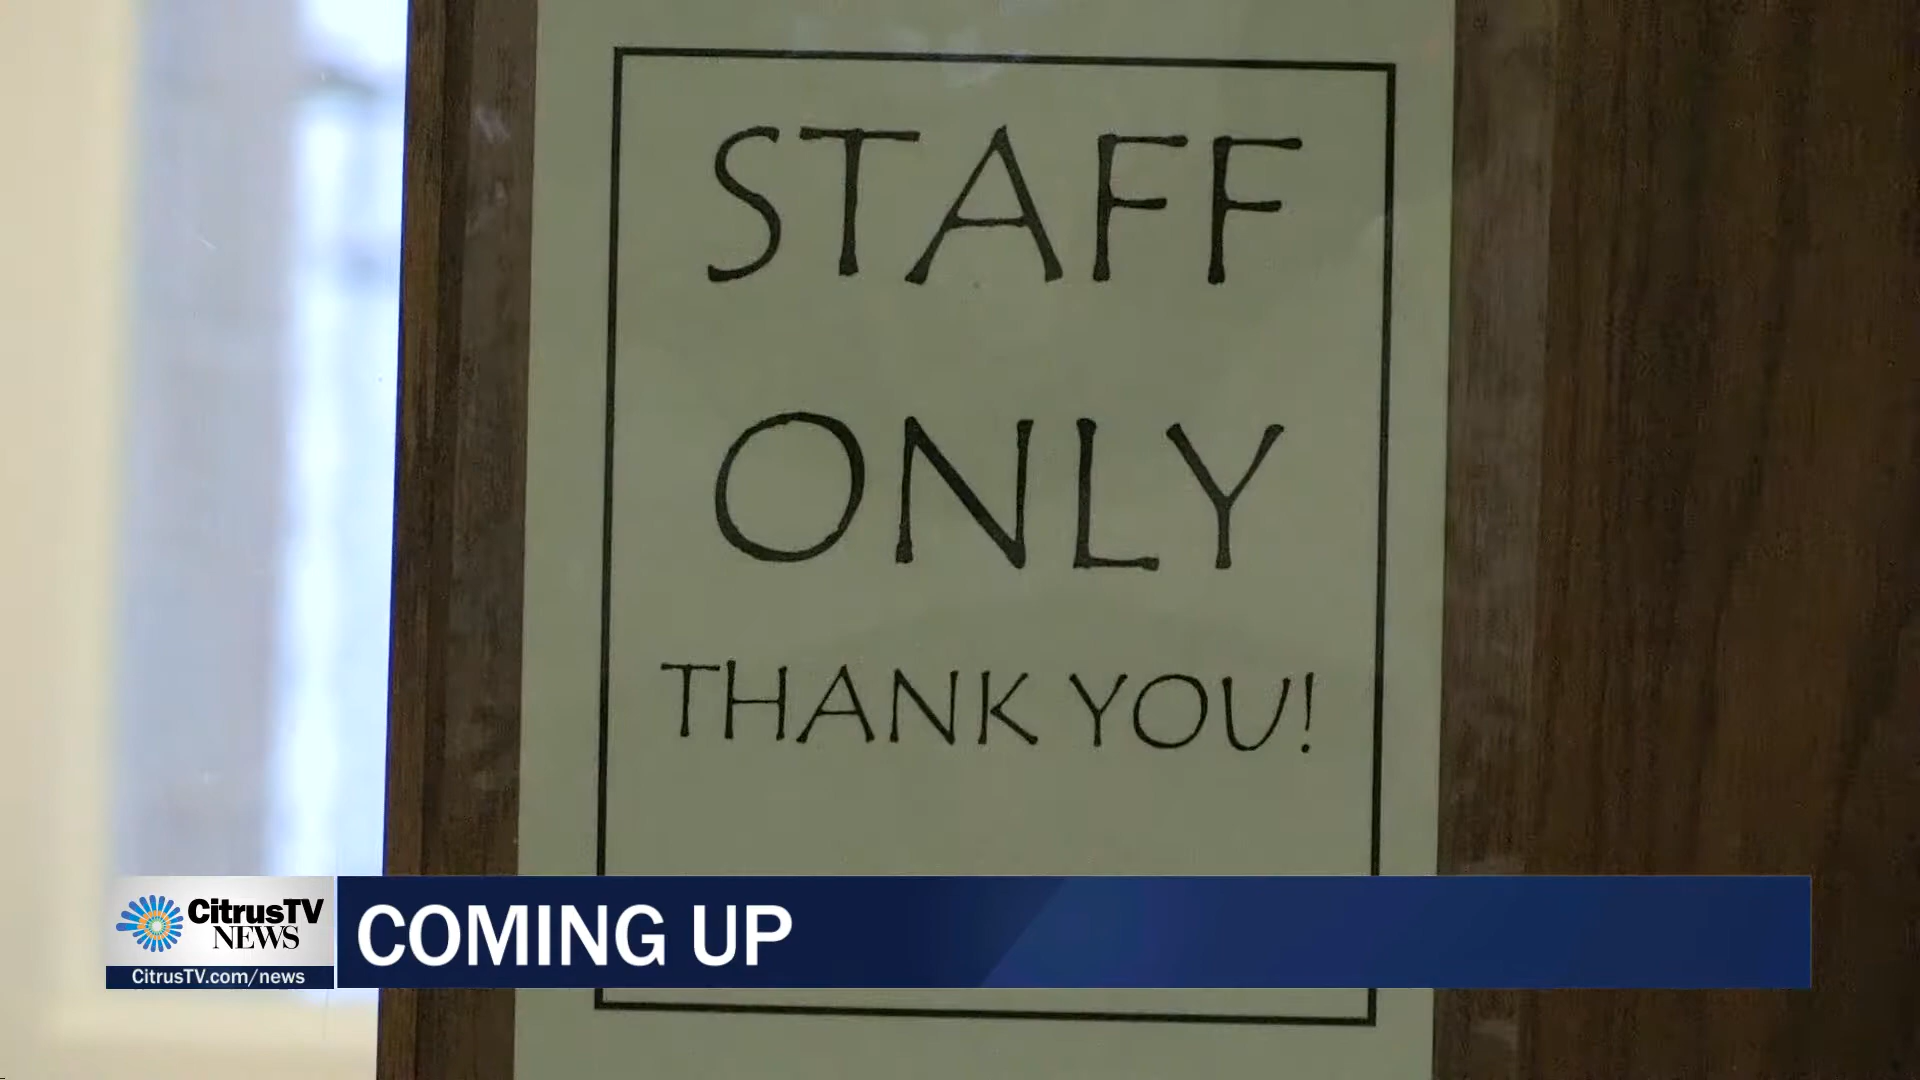 STAFF
ONLY
THANK YOU!
CitrusTV
NEWS
CitrusTV.com/news
COMING UP